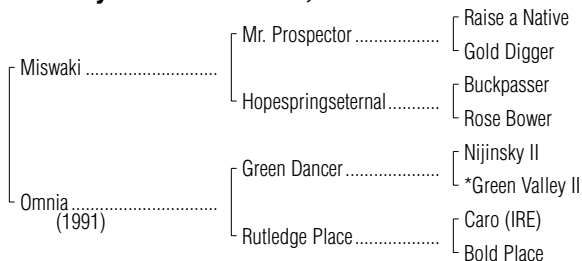 Raise a Native
Mr. Prospector
Gold Digger
Miswaki
Buckpasser
Hopespringseternal
Rose Bower
Nijinsky II
Green Dancer
*Green Valley II
Omnia
(1991)
Caro (IRE)
Rutledge Place
Bold Place